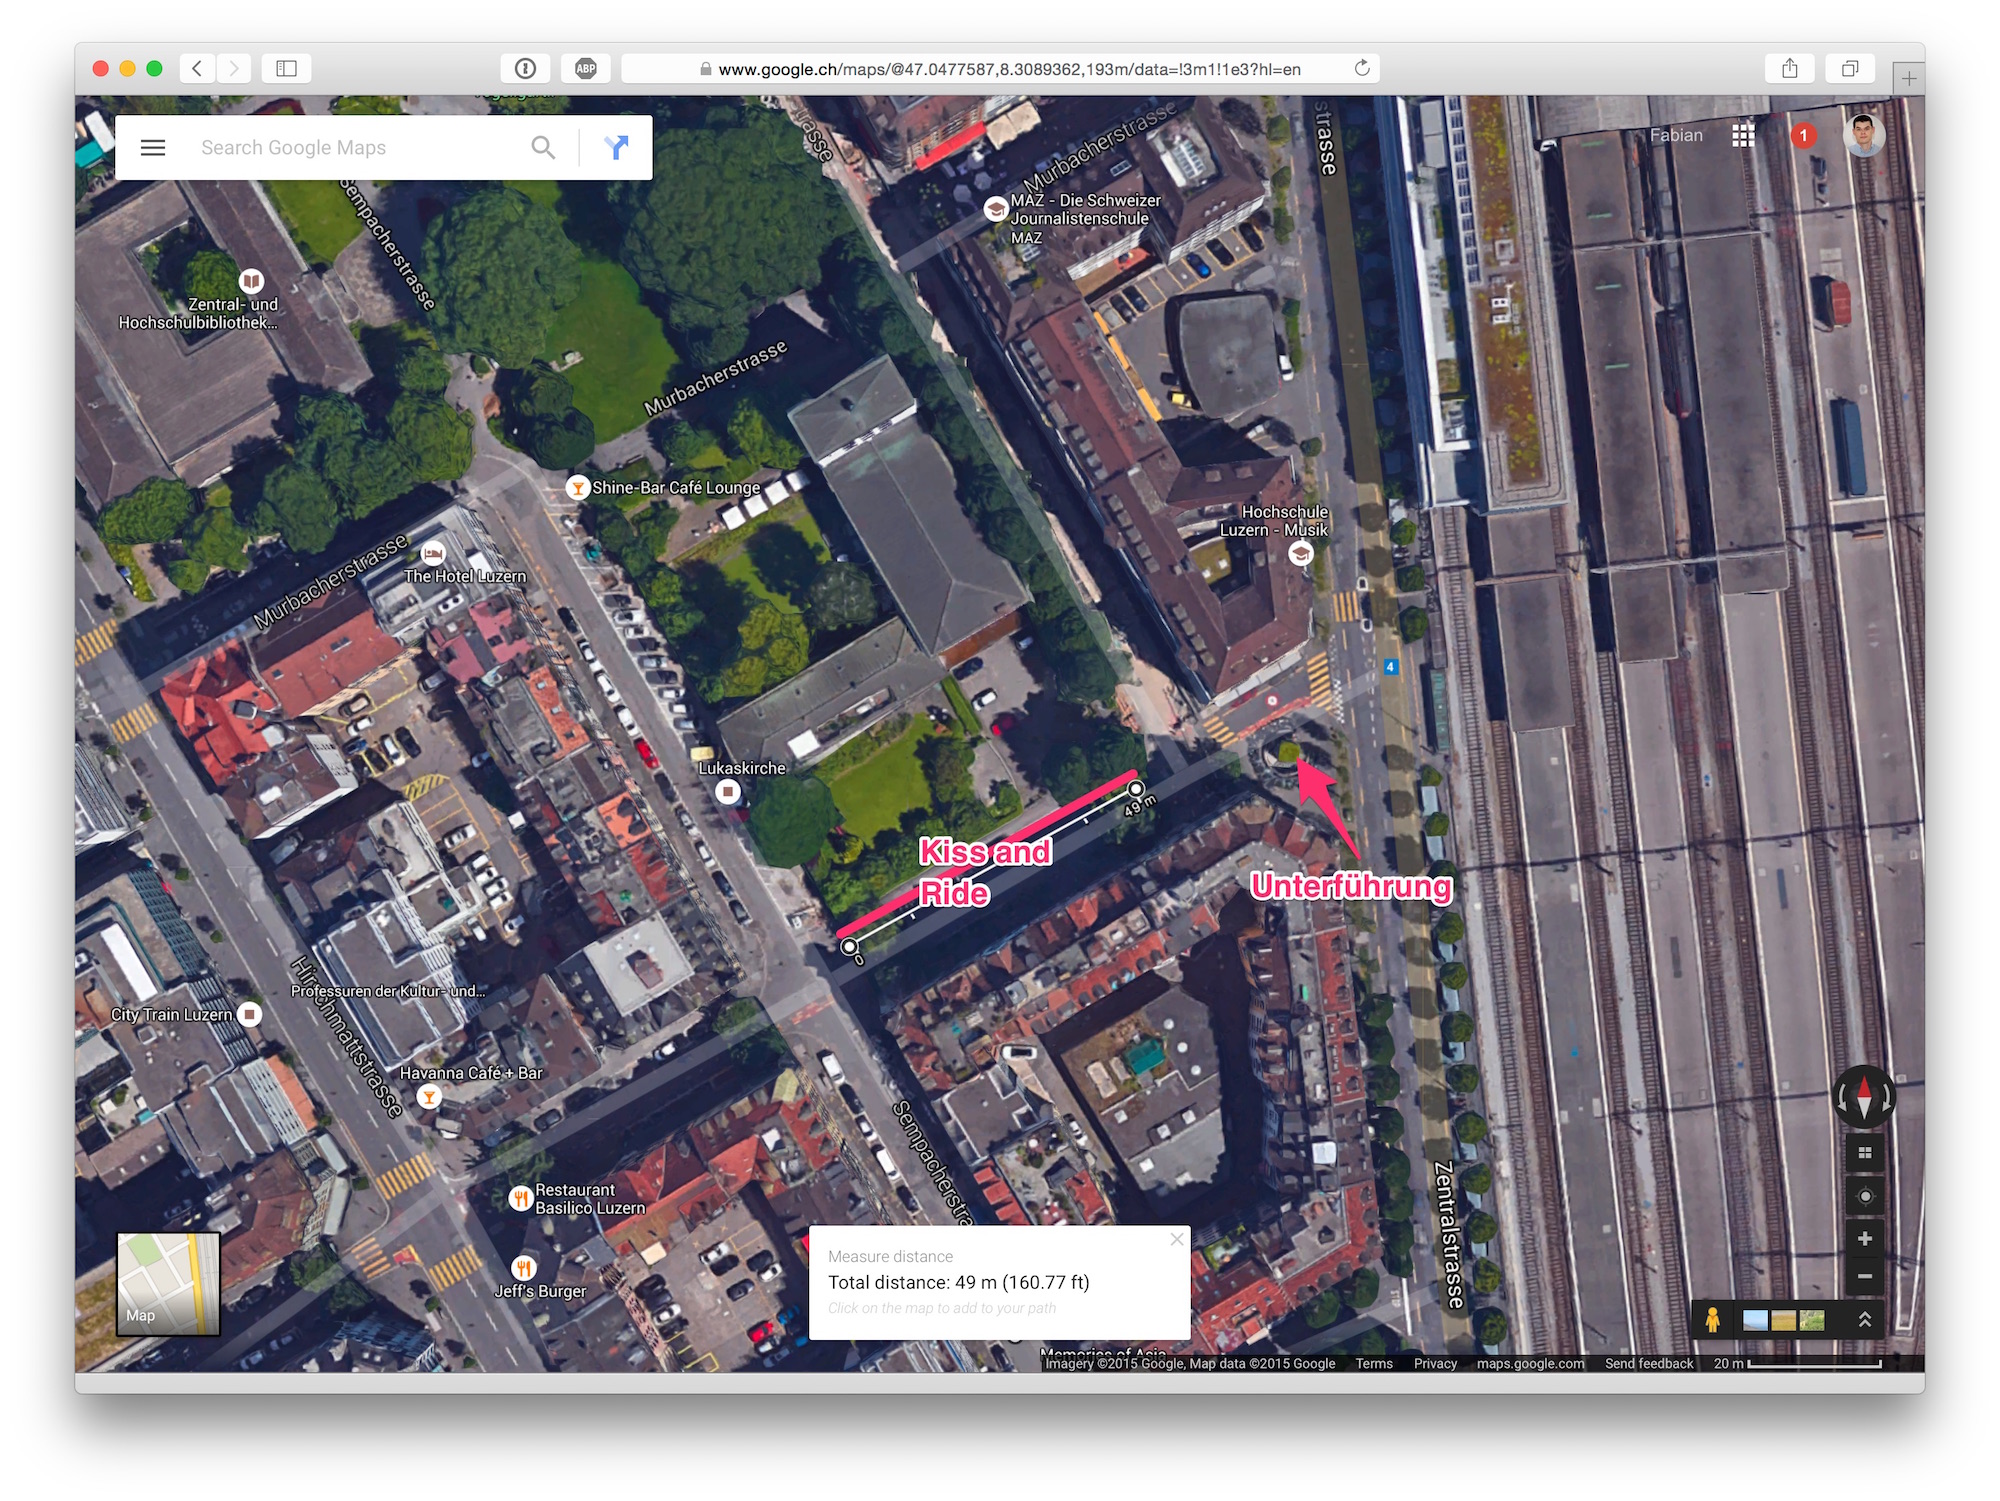 ABP
www.google.ch/maps/@47.0477587,8.3089362,193m/data=!3m1!1e3?hl=en
Search Google Maps
Fabian
1
strasse
Murbacherstrasse
MAZ - Die Schweizer
Journalistenschule
MAZ
Sempacherstrasse
Zentral- und
Hochschulbibliothek...
Murbacherstrasse
Shine-Bar Café Lounge
Hochschule
Luzern - Musik
Murbacherstrasse
The Hotel Luzern
4
Lukaskirche
49 m
Kiss and
Ride
Unterführung
0
Professuren der Kultur- und...
City Train Luzern
Hirschmattstrasse
Havanna Café + Bar
Sempacherstra
Zentralstrasse
Restaurant
Basilico Luzern
Jeff's Burger
Measure distance
Total distance: 49 m (160.77 ft)
Click on the map to add to your path
Map
Memories of Asia
Imagery ©2015 Google, Map data ©2015 Google Terms Privacy maps.google.com Send feedback 20 m